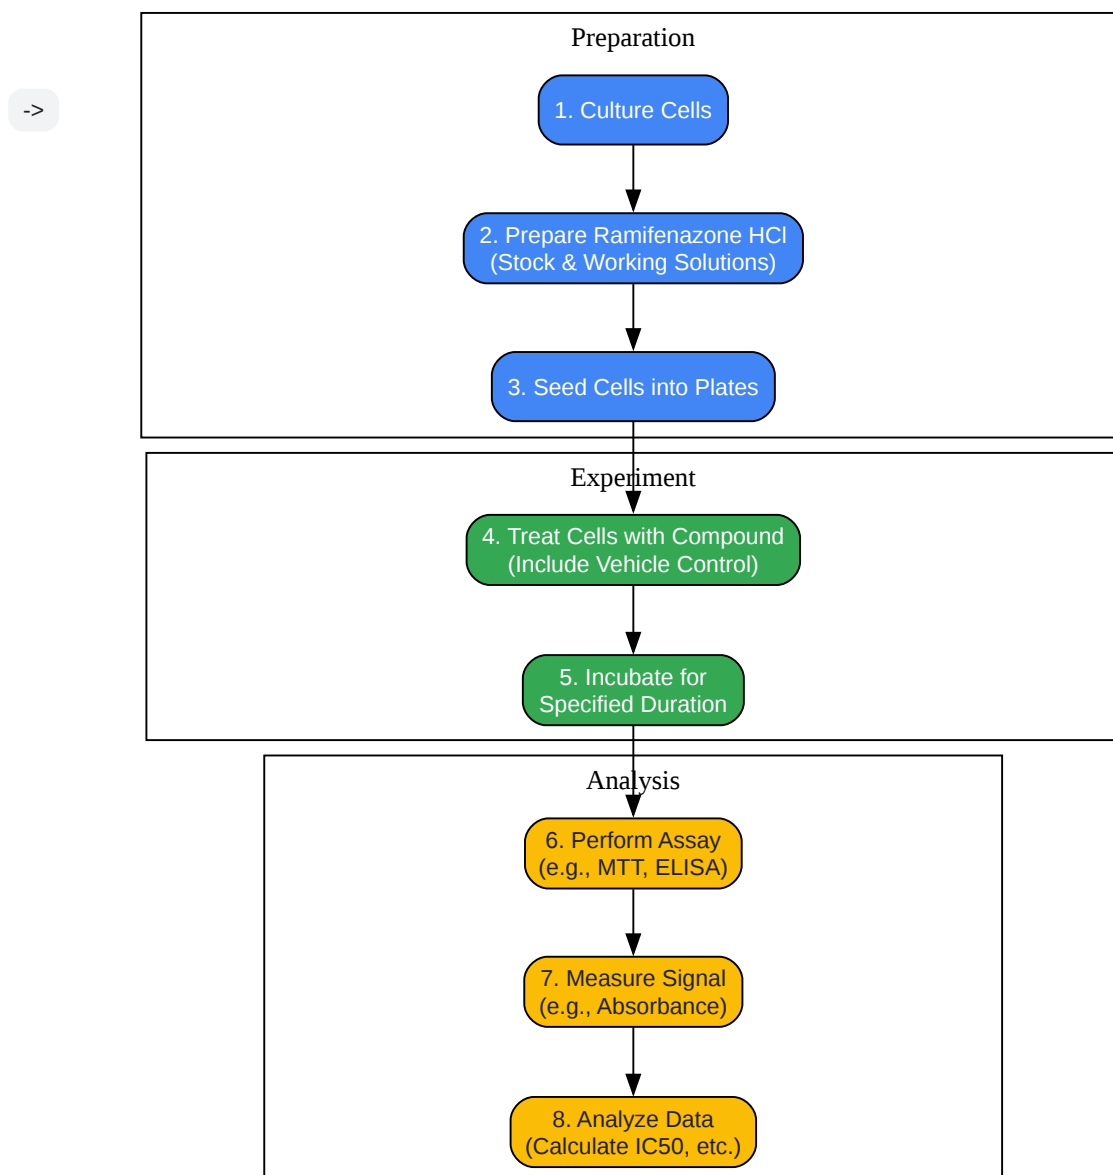 Preparation
->
1. Culture Cells
2. Prepare Ramifenazone HCl
(Stock & Working Solutions)
3. Seed Cells into Plates
Experiment
4. Treat Cells with Compound
(Include Vehicle Control)
5. Incubate for
Specified Duration
Analysis
6. Perform Assay
(e.g., MTT, ELISA)
7. Measure Signal
(e.g., Absorbance)
8. Analyze Data
(Calculate IC50, etc.)